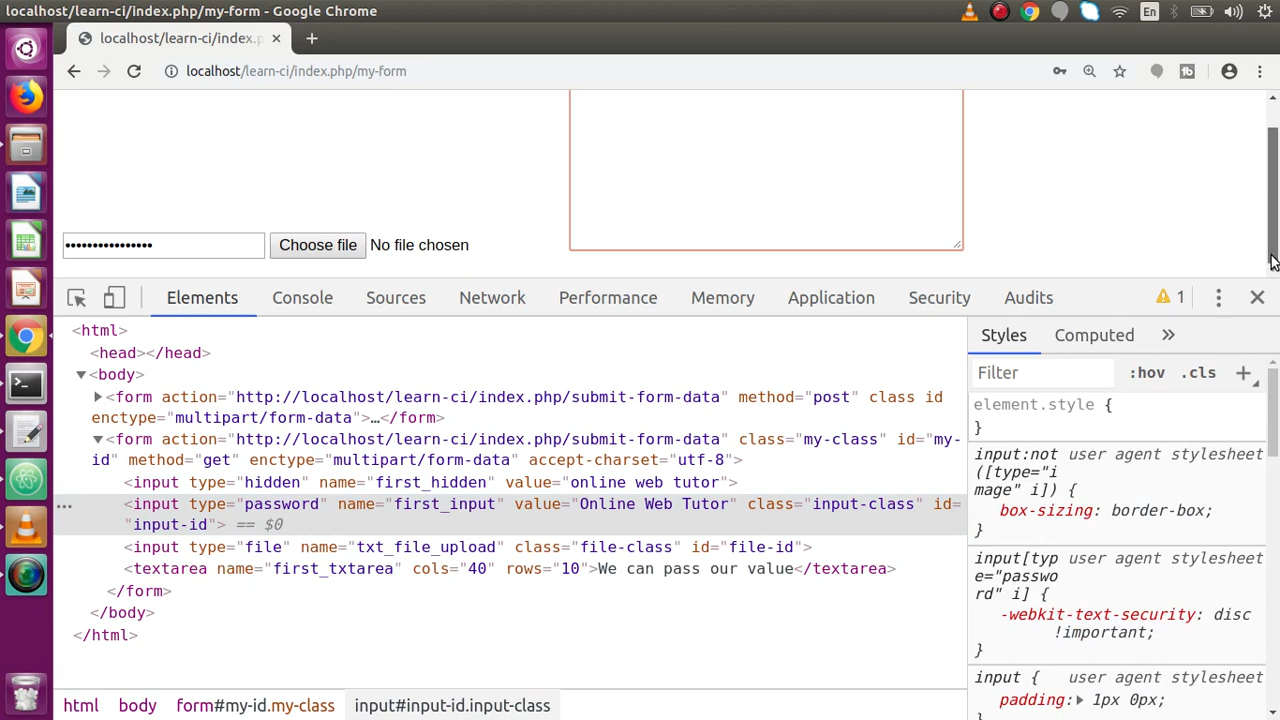 localhost/learn-ci/index.php/my-form - Google Chrome
En
localhost/learn-ci/index.p
localhost/learn-ci/index.php/my-form
••••••••••••••••
Choose file No file chosen
Elements Console Sources Network Performance Memory Application Security Audits 1
<html>
<head></head>
<body>
<form action="http://localhost/learn-ci/index.php/submit-form-data" method="post" class id
enctype="multipart/form-data">…</form>
<form action="http://localhost/learn-ci/index.php/submit-form-data" class="my-class" id="my-
id" method="get" enctype="multipart/form-data" accept-charset="utf-8">
<input type="hidden" name="first_hidden" value="online web tutor">
<input type="password" name="first_input" value="Online Web Tutor" class="input-class" id=
"input-id"> == $0
<input type="file" name="txt_file_upload" class="file-class" id="file-id">
<textarea name="first_txtarea" cols="40" rows="10">We can pass our value</textarea>
</form>
</body>
</html>
html body form#my-id.my-class input#input-id.input-class
Styles Computed »
Filter :hov .cls +
element.style {
}
input:not user agent stylesheet
([type="i
mage" i]) {
box-sizing: border-box;
}
input[typ user agent stylesheet
e="passwo
rd" i] {
-webkit-text-security: disc
!important;
}
input { user agent stylesheet
padding: 1px 0px;